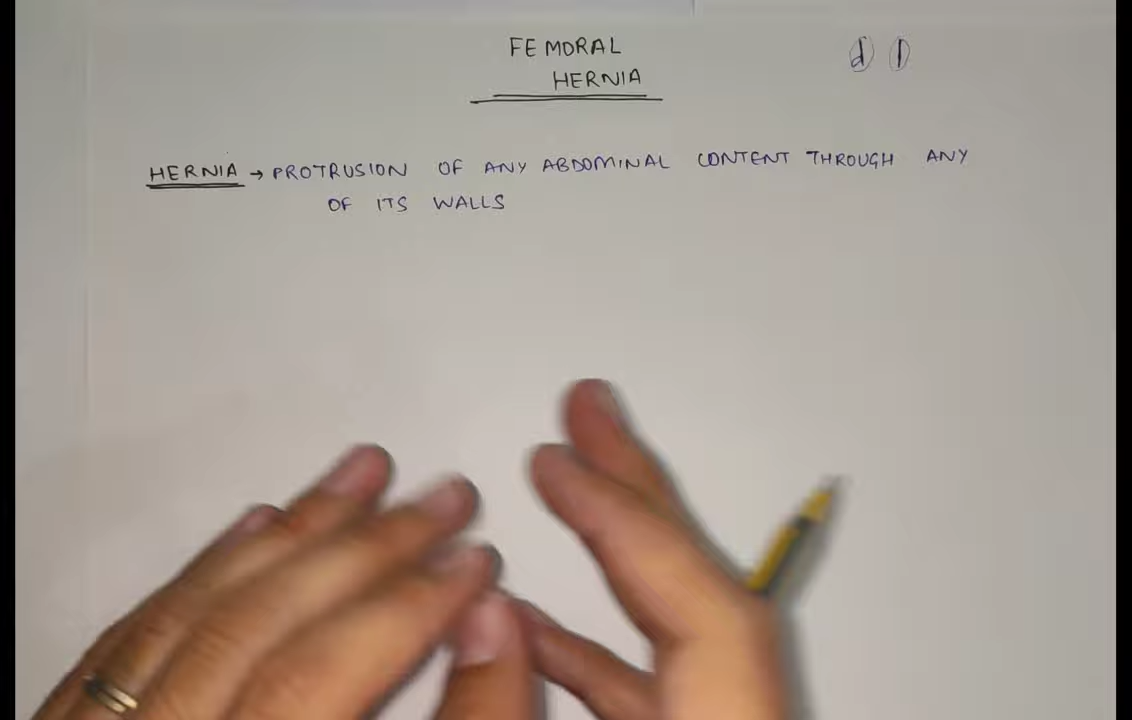 FEMORAL
HERNIA
HERNIA → PROTRUSION OF ANY ABDOMINAL CONTENT THROUGH ANY
OF ITS WALLS